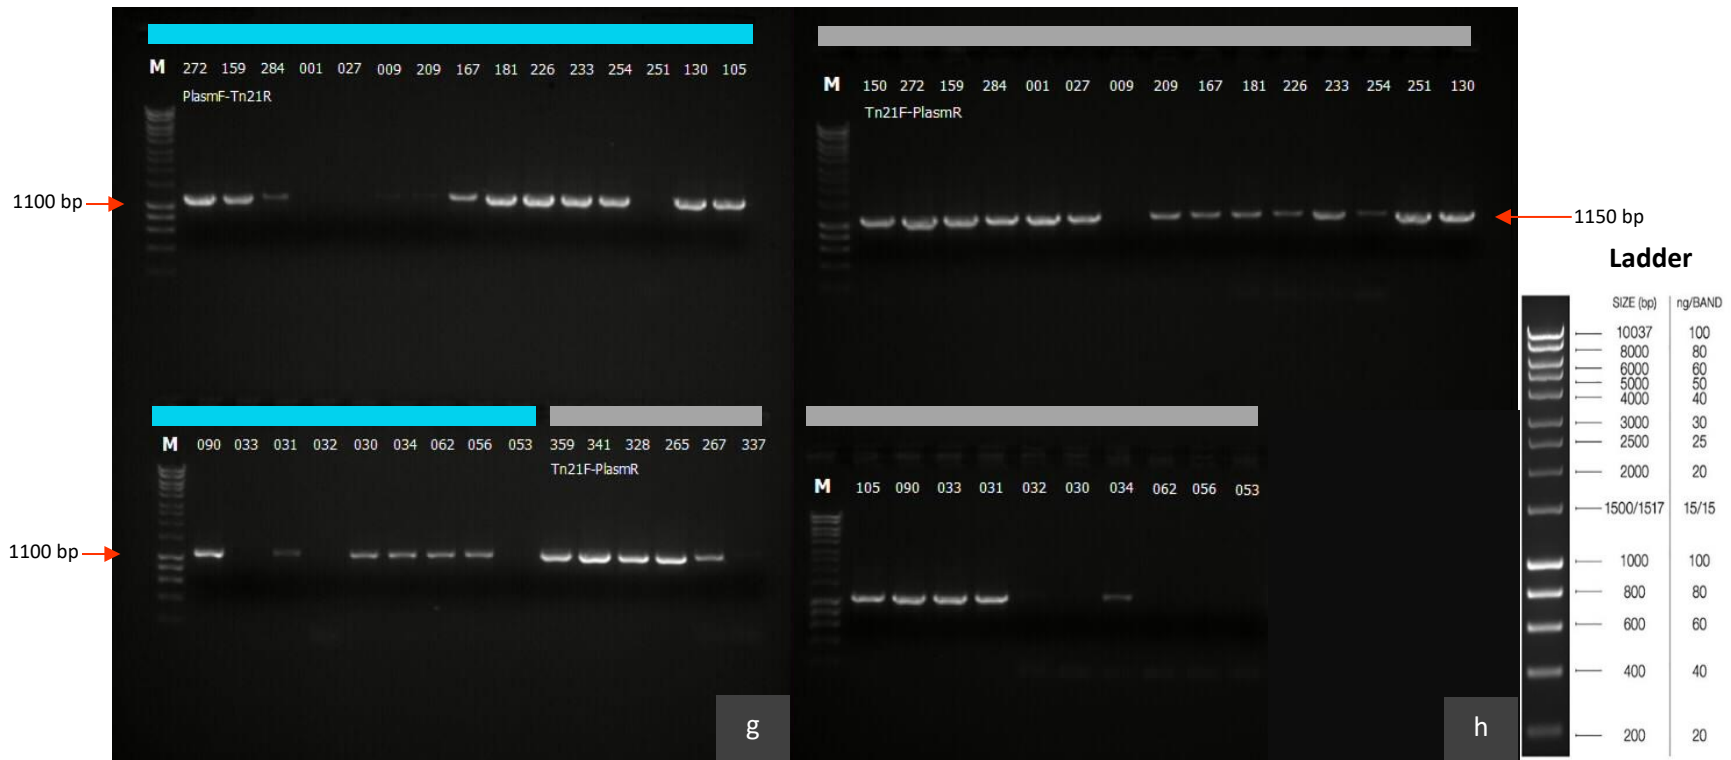 M 272 159 284 001 027 009 209 167 181 226 233 254 251 130 105
PlasmF-Tn21R
1100 bp
M 150 272 159 284 001 027 009 209 167 181 226 233 254 251 130
Tn21F-PlasmR
1150 bp
M 090 033 031 032 030 034 062 056 053 359 341 328 265 267 337
Tn21F-PlasmR
1100 bp
g
M 105 090 033 031 032 030 034 062 056 053
h
Ladder
SIZE (bp) ng/BAND
10037 100
8000 80
6000 60
5000 50
4000 40
3000 30
2500 25
2000 20
1500/1517 15/15
1000 100
800 80
600 60
400 40
200 20